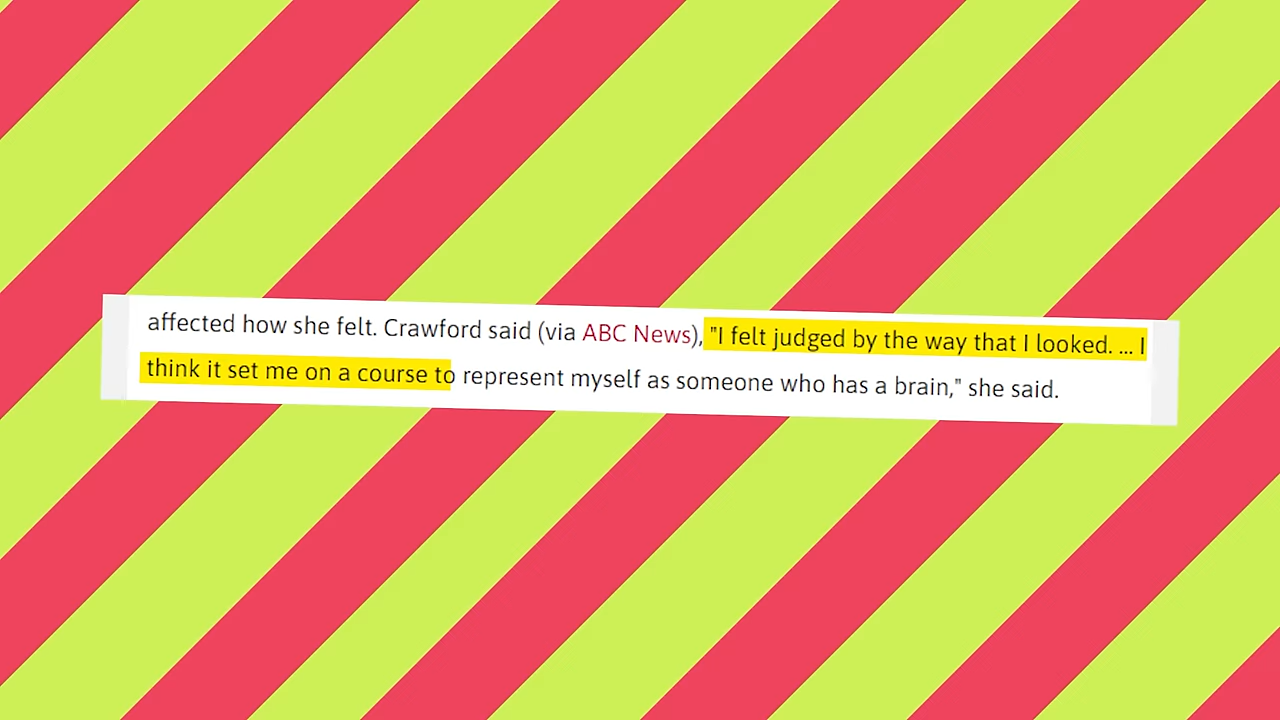 affected how she felt. Crawford said (via ABC News), "I felt judged by the way that I looked. ... I
think it set me on a course to represent myself as someone who has a brain," she said.